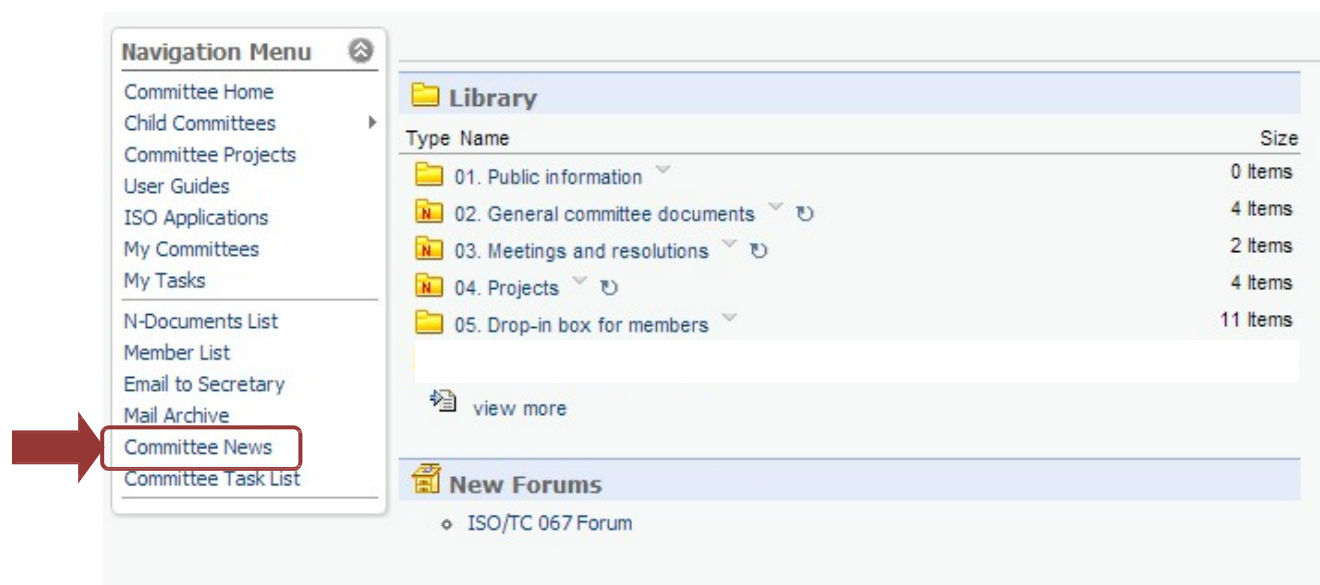 Navigation Menu
Committee Home
Child Committees
Committee Projects
User Guides
ISO Applications
My Committees
My Tasks
N-Documents List
Member List
Email to Secretary
Mail Archive
Committee News
Committee Task List
Library
Type Name Size
01. Public information 0 Items
N 02. General committee documents 4 Items
N 03. Meetings and resolutions 2 Items
N 04. Projects 4 Items
05. Drop-in box for members 11 Items
view more
New Forums
ISO/TC 067 Forum